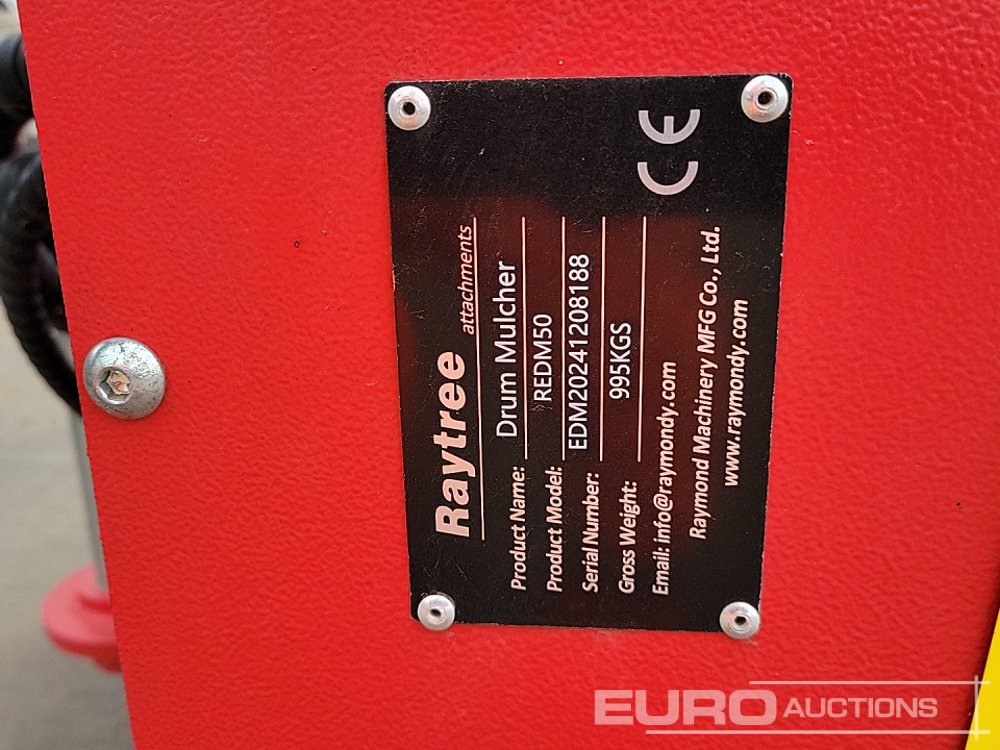 Raytree
attachments
Product Name: Drum Mulcher
Product Model: REDM50
Serial Number: EDM20241208188
Gross Weight: 995KGS
Email: info@raymondy.com
Raymond Machinery MFG Co., Ltd.
www.raymondy.com
CE
EURO AUCTIONS